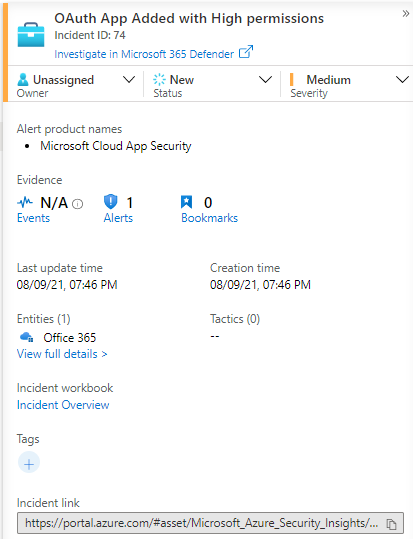 OAuth App Added with High permissions
»
Incident ID: 74
Investigate in Microsoft 365 Defender
Unassigned
Owner
New
Status
Medium
Severity
Alert product names
• Microsoft Cloud App Security
Evidence
N/A
Events
1
Alerts
0
Bookmarks
Last update time
08/09/21, 07:46 PM
Creation time
08/09/21, 07:46 PM
Entities (1)
Office 365
View full details >
Tactics (0)
--
Incident workbook
Incident Overview
Tags
+
Incident link
https://portal.azure.com/#asset/Microsoft_Azure_Security_Insights/...